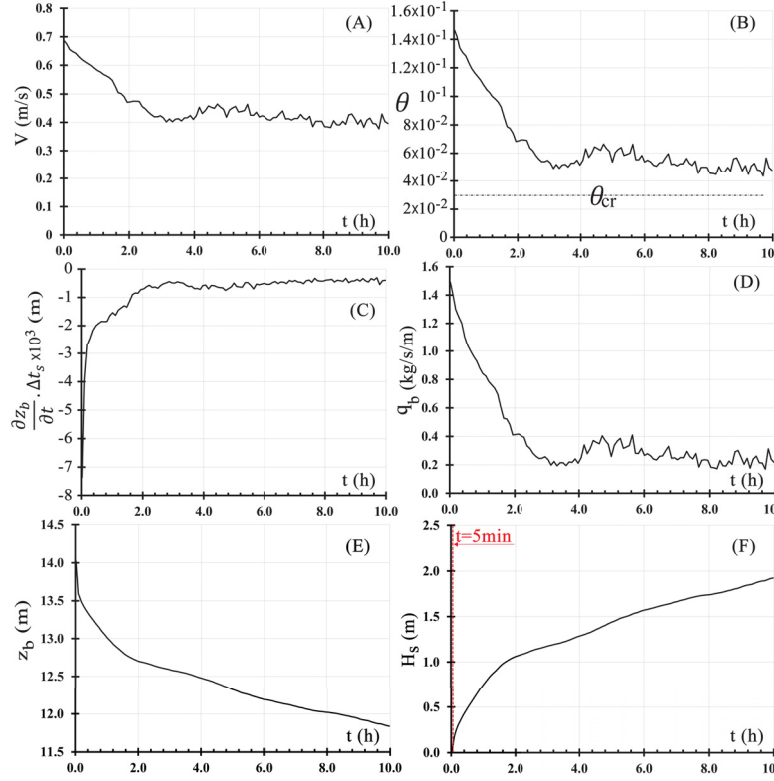 (A)
V (m/s)
0.8
0.7
0.6
0.5
0.4
0.3
0.2
0.1
0
t (h)
0.0 2.0 4.0 6.0 8.0 10.0
(B)
θ
1.6x10⁻¹
1.4x10⁻¹
1.2x10⁻¹
10⁻¹
8x10⁻²
6x10⁻²
4x10⁻²
2x10⁻²
0
θcr
t (h)
0.0 2.0 4.0 6.0 8.0 10
(C)
∂z_b/∂t . Δt_s x10³ (m)
0
-1
-2
-3
-4
-5
-6
-7
-8
t (h)
0.0 2.0 4.0 6.0 8.0 10.0
(D)
q_b (kg/s/m)
1.6
1.4
1.2
1.0
0.8
0.6
0.4
0.2
0.0
t (h)
0.0 2.0 4.0 6.0 8.0 10
(E)
z_b (m)
14.5
14.0
13.5
13.0
12.5
12.0
11.5
t (h)
0.0 2.0 4.0 6.0 8.0 10.0
(F)
t=5min
H_s (m)
2.5
2.0
1.5
1.0
0.5
0.0
t (h)
0.0 2.0 4.0 6.0 8.0 10